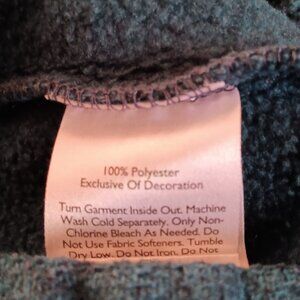 100% Polyester
Exclusive Of Decoration
Turn Garment Inside Out. Machine
Wash Cold Separately. Only Non-
Chlorine Bleach As Needed. Do
Not Use Fabric Softeners. Tumble
Dry Low. Do Not Iron. Do Not